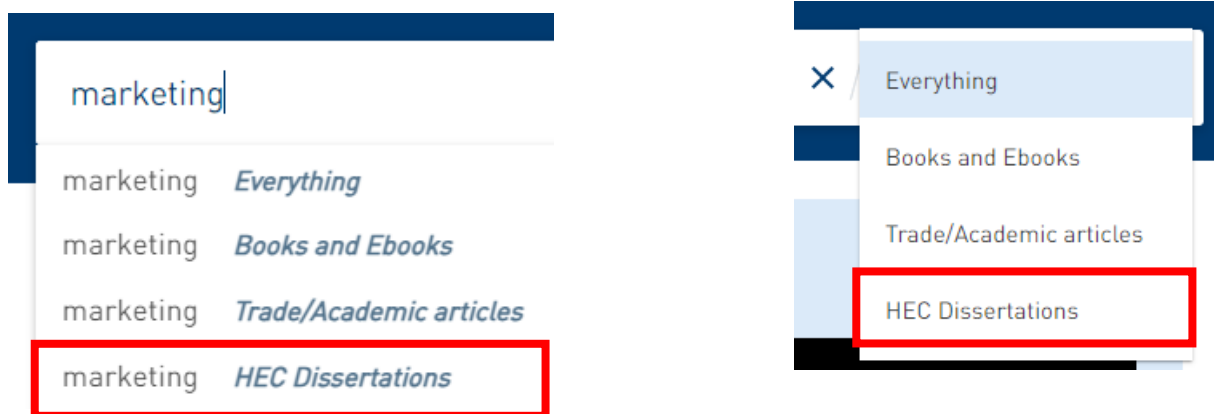 marketing
marketing Everything
marketing Books and Ebooks
marketing Trade/Academic articles
marketing HEC Dissertations
Everything
Books and Ebooks
Trade/Academic articles
HEC Dissertations